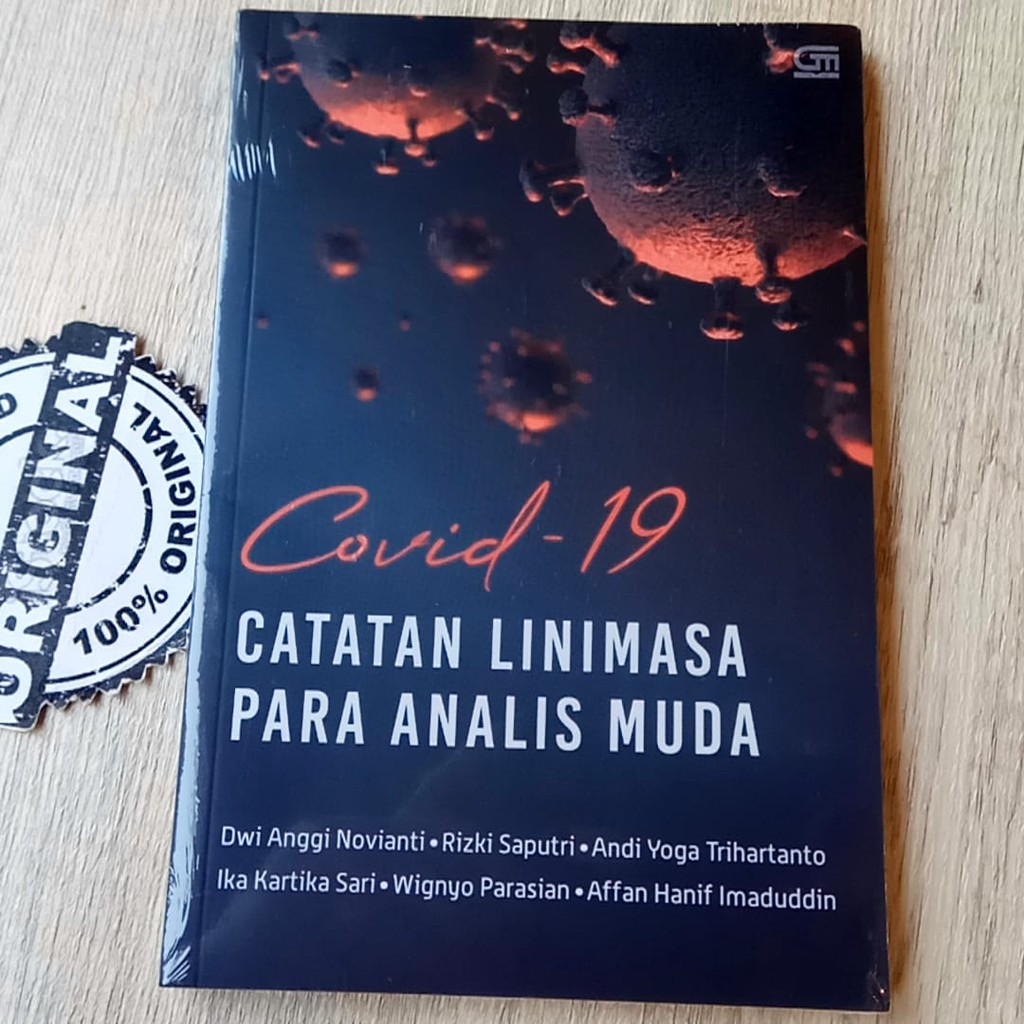 GM
Covid-19
CATATAN LINIMASA
PARA ANALIS MUDA
Dwi Anggi Novianti • Rizki Saputri • Andi Yoga Trihartanto
Ika Kartika Sari • Wignyo Parasian • Affan Hanif Imaduddin
ORIGINAL
100% ORIGINAL